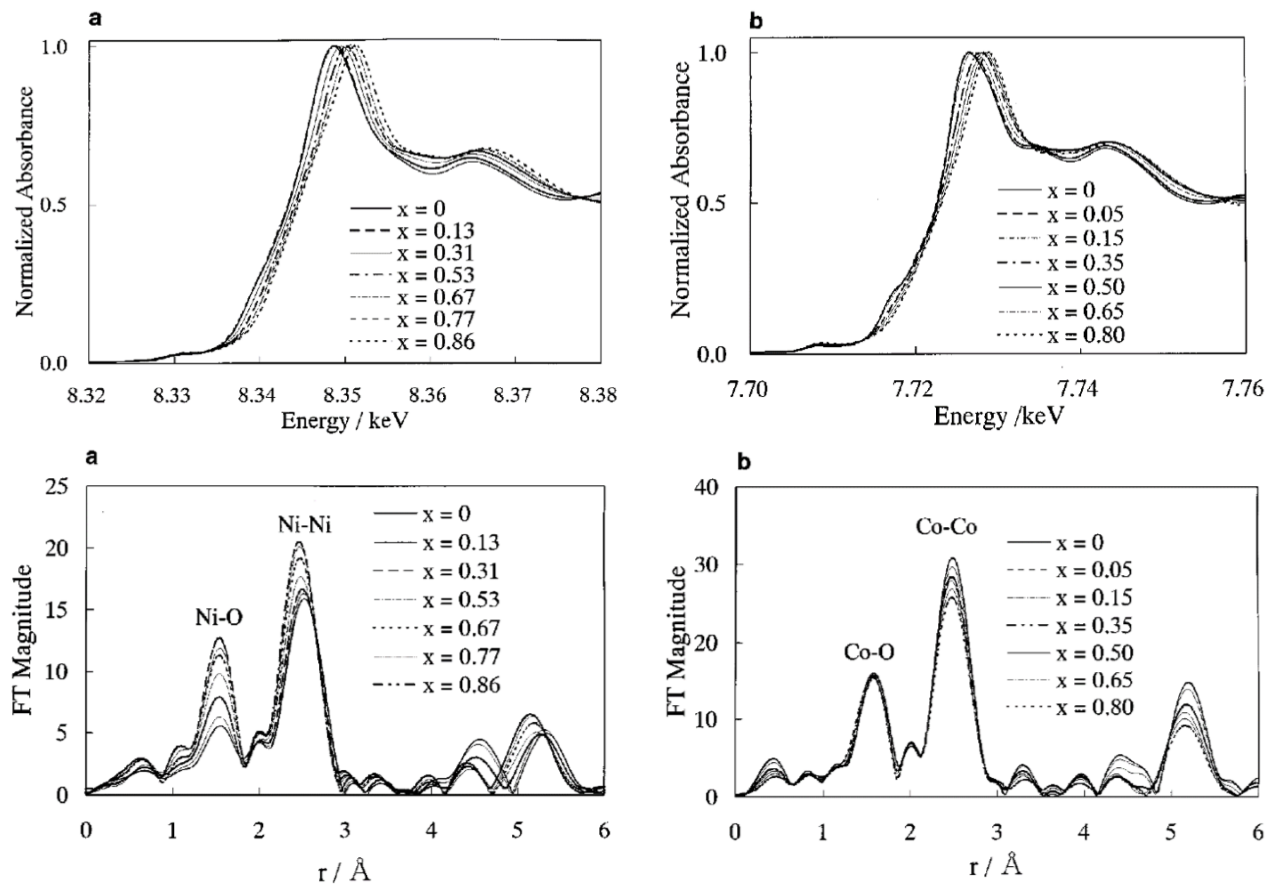 a
Normalized Absorbance
1.0
0.5
0.0
x = 0
x = 0.13
x = 0.31
x = 0.53
x = 0.67
x = 0.77
x = 0.86
8.32 8.33 8.34 8.35 8.36 8.37 8.38
Energy / keV
b
Normalized Absorbance
1.0
0.5
0.0
x = 0
x = 0.05
x = 0.15
x = 0.35
x = 0.50
x = 0.65
x = 0.80
7.70 7.72 7.74 7.76
Energy /keV
a
FT Magnitude
25
20
15
10
5
0
Ni-O
Ni-Ni
x = 0
x = 0.13
x = 0.31
x = 0.53
x = 0.67
x = 0.77
x = 0.86
0 1 2 3 4 5 6
r / Å
b
FT Magnitude
40
30
20
10
0
Co-O
Co-Co
x = 0
x = 0.05
x = 0.15
x = 0.35
x = 0.50
x = 0.65
x = 0.80
0 1 2 3 4 5 6
r / Å